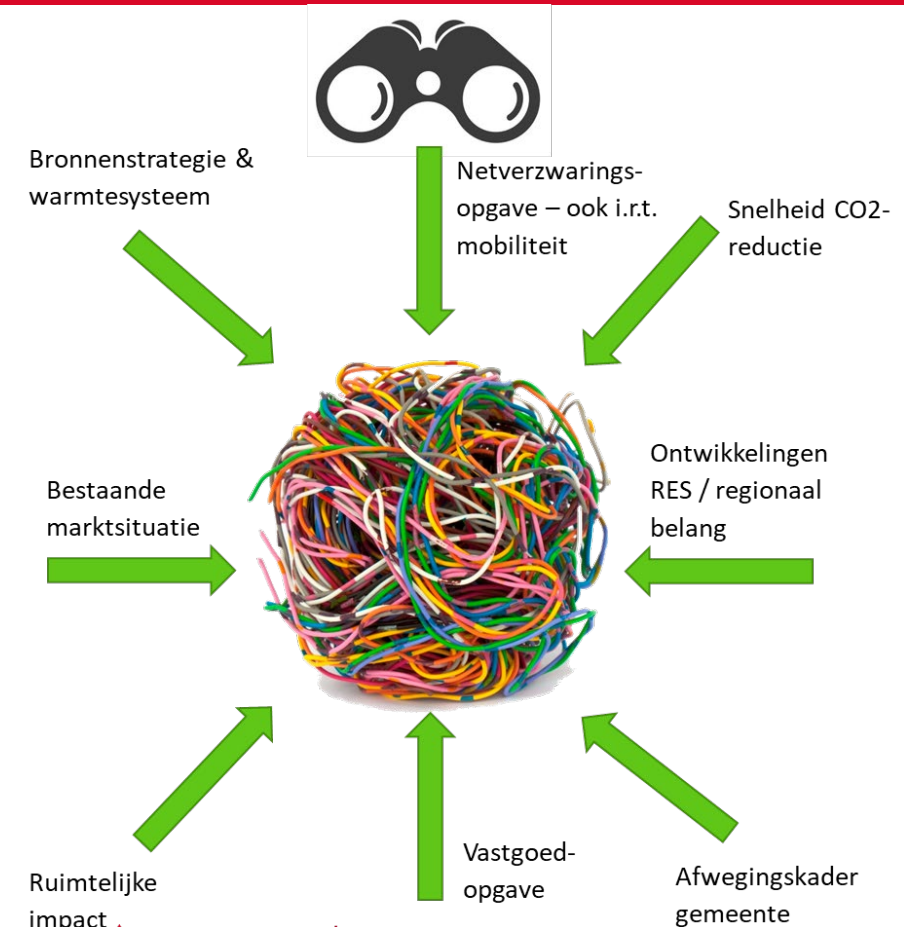 Bronnenstrategie &
warmtesysteem
Netverzwarings-
opgave – ook i.r.t.
mobiliteit
Snelheid CO2-
reductie
Bestaande
marktsituatie
Ontwikkelingen
RES / regionaal
belang
Ruimtelijke
impact
Vastgoed-
opgave
Afwegingskader
gemeente